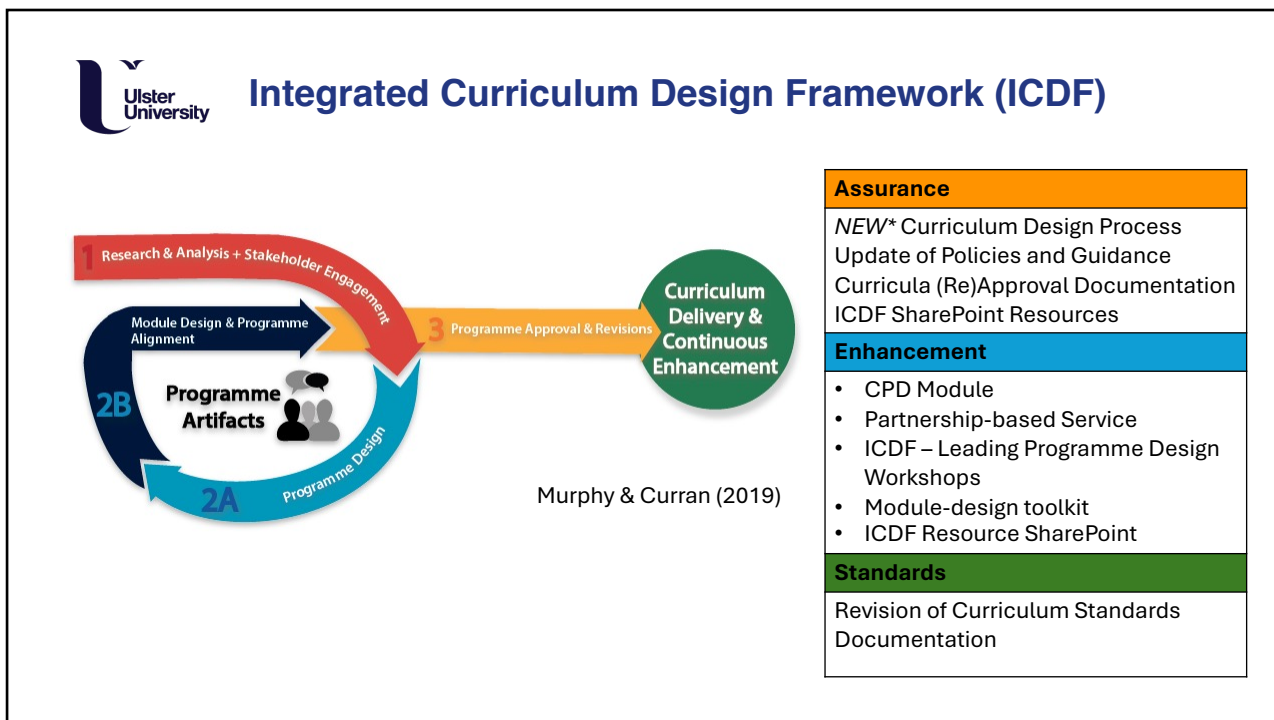 Ulster
University
Integrated Curriculum Design Framework (ICDF)
1 Research & Analysis + Stakeholder Engagement
Module Design & Programme
Alignment
2B
Programme
Artifacts
2A
Programme Design
3 Programme Approval & Revisions
Curriculum
Delivery &
Continuous
Enhancement
Murphy & Curran (2019)
Assurance
NEW* Curriculum Design Process
Update of Policies and Guidance
Curricula (Re)Approval Documentation
ICDF SharePoint Resources
Enhancement
• CPD Module
• Partnership-based Service
• ICDF – Leading Programme Design
Workshops
• Module-design toolkit
• ICDF Resource SharePoint
Standards
Revision of Curriculum Standards
Documentation